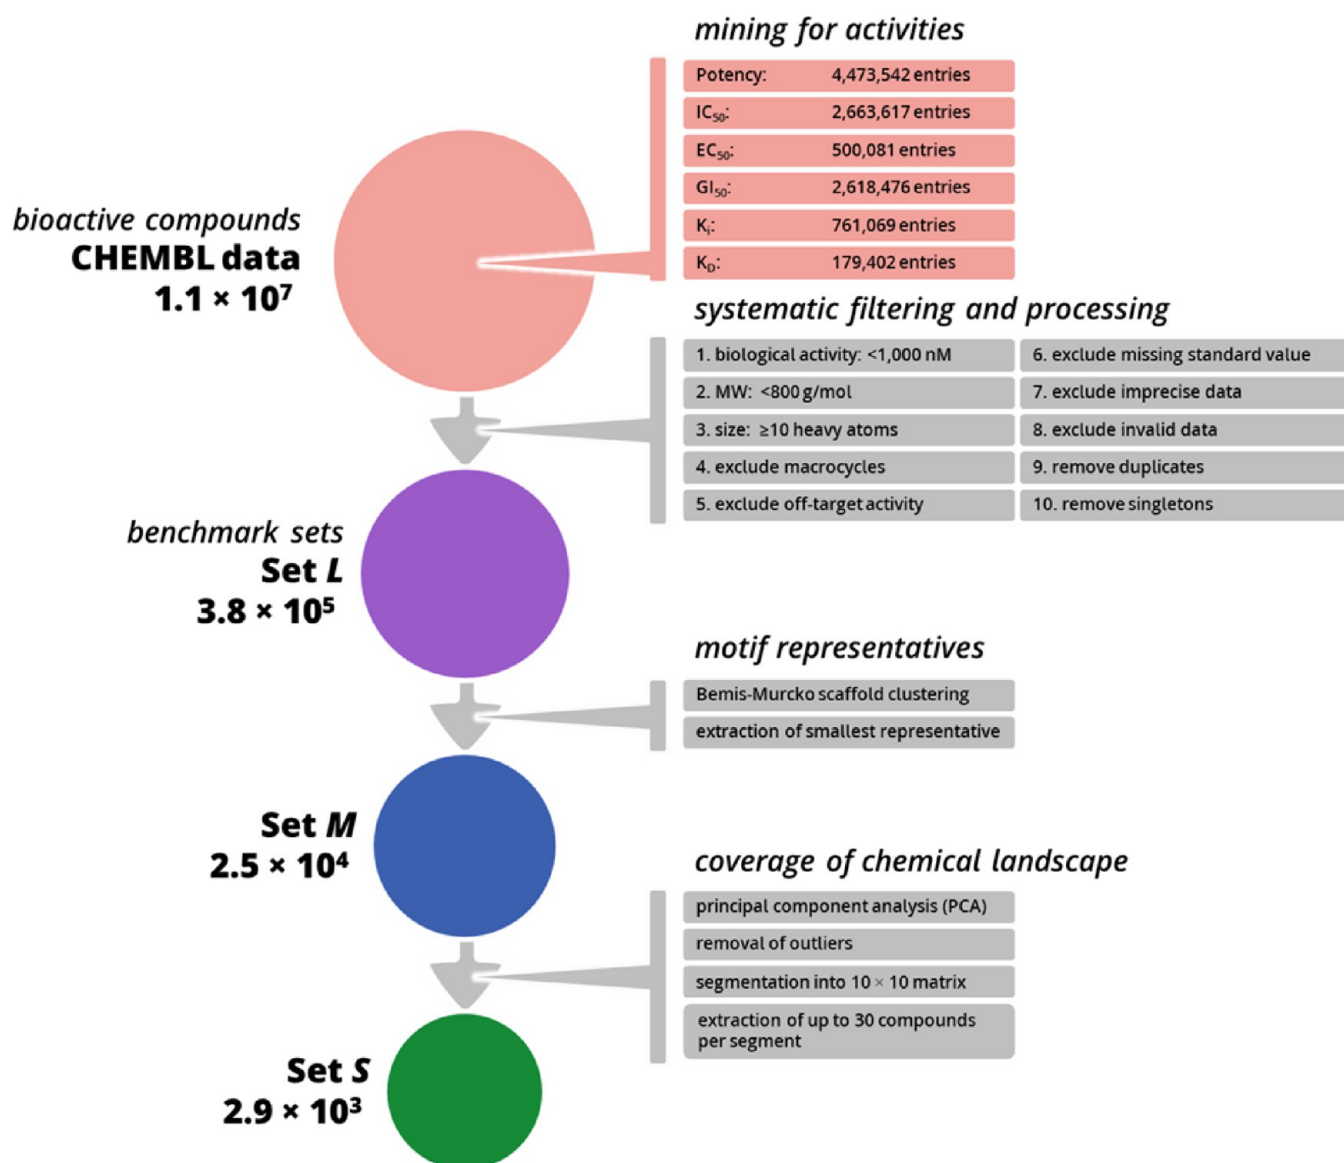 mining for activities
Potency: 4,473,542 entries
IC₅₀: 2,663,617 entries
EC₅₀: 500,081 entries
GI₅₀: 2,618,476 entries
Kᵢ: 761,069 entries
K_D: 179,402 entries
bioactive compounds
CHEMBL data
1.1 × 10⁷
systematic filtering and processing
1. biological activity: <1,000 nM
2. MW: <800 g/mol
3. size: ≥10 heavy atoms
4. exclude macrocycles
5. exclude off-target activity
6. exclude missing standard value
7. exclude imprecise data
8. exclude invalid data
9. remove duplicates
10. remove singletons
benchmark sets
Set L
3.8 × 10⁵
motif representatives
Bemis-Murcko scaffold clustering
extraction of smallest representative
Set M
2.5 × 10⁴
coverage of chemical landscape
principal component analysis (PCA)
removal of outliers
segmentation into 10 × 10 matrix
extraction of up to 30 compounds
per segment
Set S
2.9 × 10³